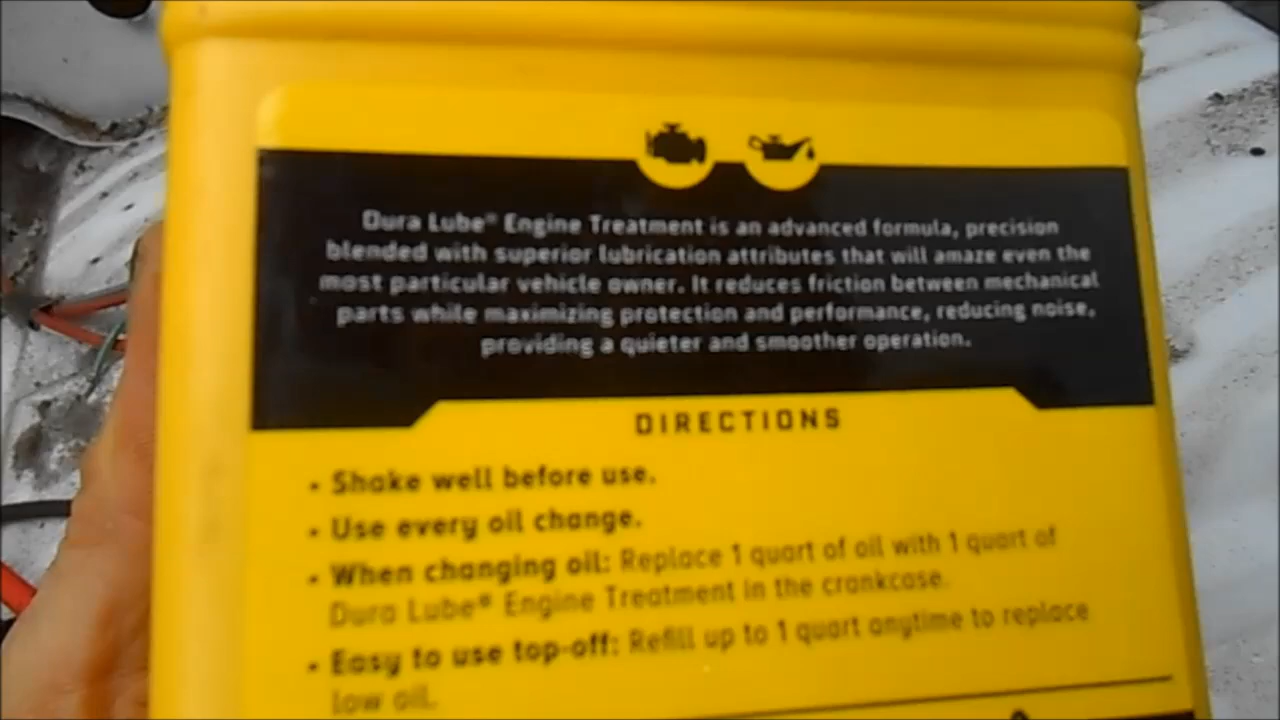 Dura Lube® Engine Treatment is an advanced formula, precision
blended with superior lubrication attributes that will amaze even the
most particular vehicle owner. It reduces friction between mechanical
parts while maximizing protection and performance, reducing noise,
providing a quieter and smoother operation.
DIRECTIONS
• Shake well before use.
• Use every oil change.
• When changing oil: Replace 1 quart of oil with 1 quart of
Dura Lube® Engine Treatment in the crankcase.
• Easy to use top-off: Refill up to 1 quart anytime to replace
low oil.